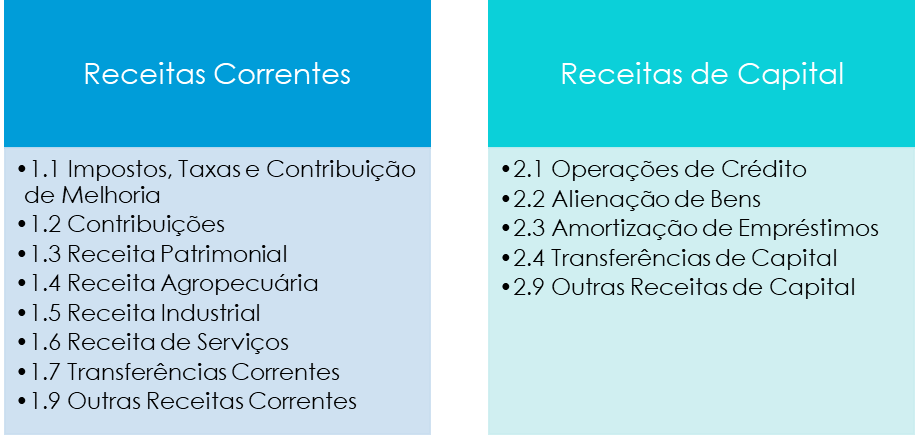 Receitas Correntes
•1.1 Impostos, Taxas e Contribuição
de Melhoria
•1.2 Contribuições
•1.3 Receita Patrimonial
•1.4 Receita Agropecuária
•1.5 Receita Industrial
•1.6 Receita de Serviços
•1.7 Transferências Correntes
•1.9 Outras Receitas Correntes
Receitas de Capital
•2.1 Operações de Crédito
•2.2 Alienação de Bens
•2.3 Amortização de Empréstimos
•2.4 Transferências de Capital
•2.9 Outras Receitas de Capital